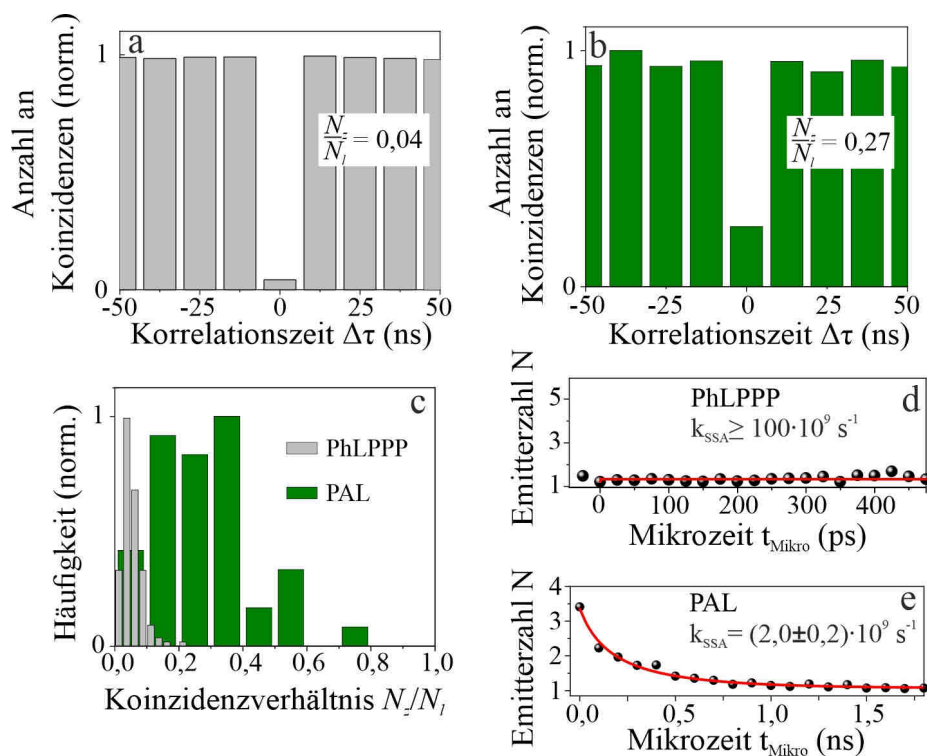 a
Anzahl an
Koinzidenzen (norm.)
1
0
N_z/N_l = 0,04
-50 -25 0 25 50
Korrelationszeit Δτ (ns)
b
Anzahl an
Koinzidenzen (norm.)
1
0
N_z/N_l = 0,27
-50 -25 0 25 50
Korrelationszeit Δτ (ns)
c
Häufigkeit (norm.)
1
0
PhLPPP
PAL
0,0 0,2 0,4 0,6 0,8 1,0
Koinzidenzverhältnis N_z/N_l
d
Emitterzahl N
5
3
1
PhLPPP
k_SSA ≥ 100·10⁹ s⁻¹
0 100 200 300 400
Mikrozeit t_Mikro (ps)
e
Emitterzahl N
4
3
2
1
PAL
k_SSA = (2,0±0,2)·10⁹ s⁻¹
0,0 0,5 1,0 1,5
Mikrozeit t_Mikro (ns)